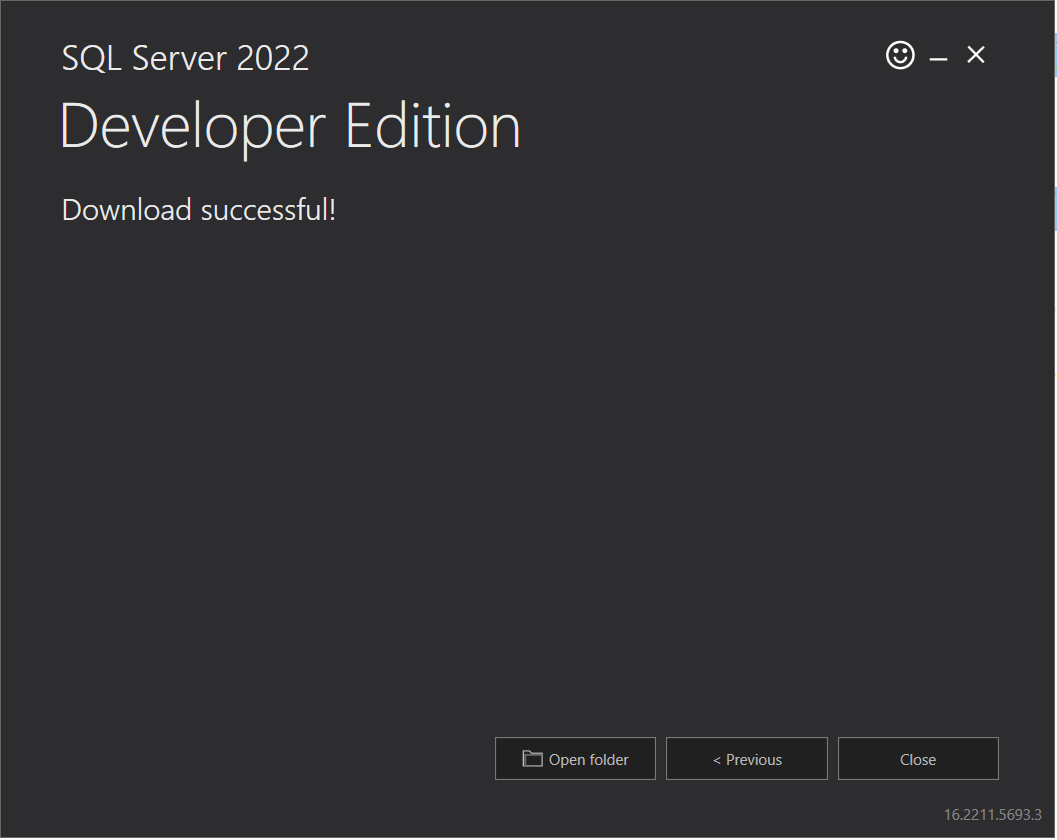 SQL Server 2022
Developer Edition
Download successful!
Open folder
< Previous
Close
16.2211.5693.3